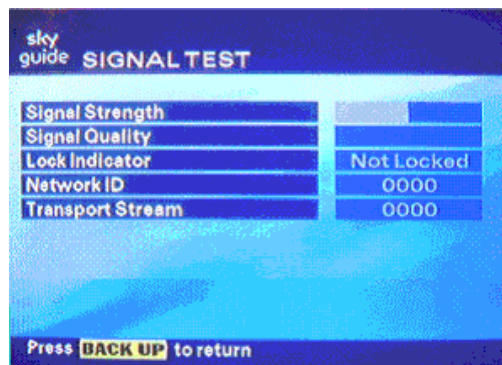 sky
guide SIGNAL TEST
Signal Strength
Signal Quality
Lock Indicator Not Locked
Network ID 0000
Transport Stream 0000
Press BACK UP to return